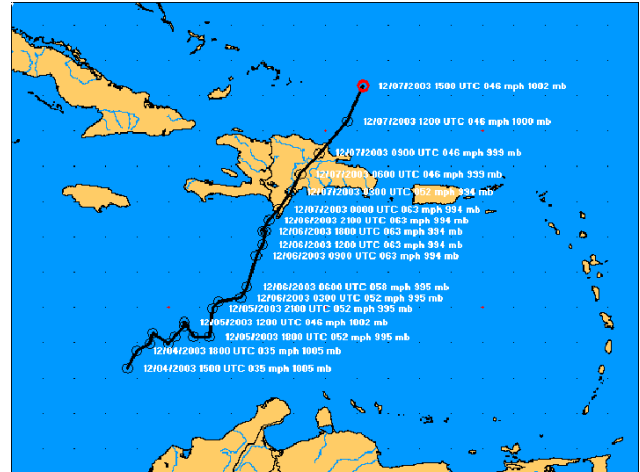 12/07/2003 1500 UTC 046 mph 1002 mb
12/07/2003 1200 UTC 046 mph 1000 mb
12/07/2003 0900 UTC 046 mph 999 mb
12/07/2003 0600 UTC 046 mph 999 mb
12/07/2003 0300 UTC 052 mph 994 mb
12/07/2003 0000 UTC 063 mph 994 mb
12/06/2003 2100 UTC 063 mph 994 mb
12/06/2003 1800 UTC 063 mph 994 mb
12/06/2003 1200 UTC 063 mph 994 mb
12/06/2003 0900 UTC 063 mph 994 mb
12/06/2003 0600 UTC 058 mph 995 mb
12/06/2003 0300 UTC 052 mph 995 mb
12/05/2003 2100 UTC 052 mph 995 mb
12/05/2003 1200 UTC 046 mph 1002 mb
12/05/2003 1800 UTC 052 mph 995 mb
12/04/2003 1800 UTC 035 mph 1005 mb
12/04/2003 1500 UTC 035 mph 1005 mb